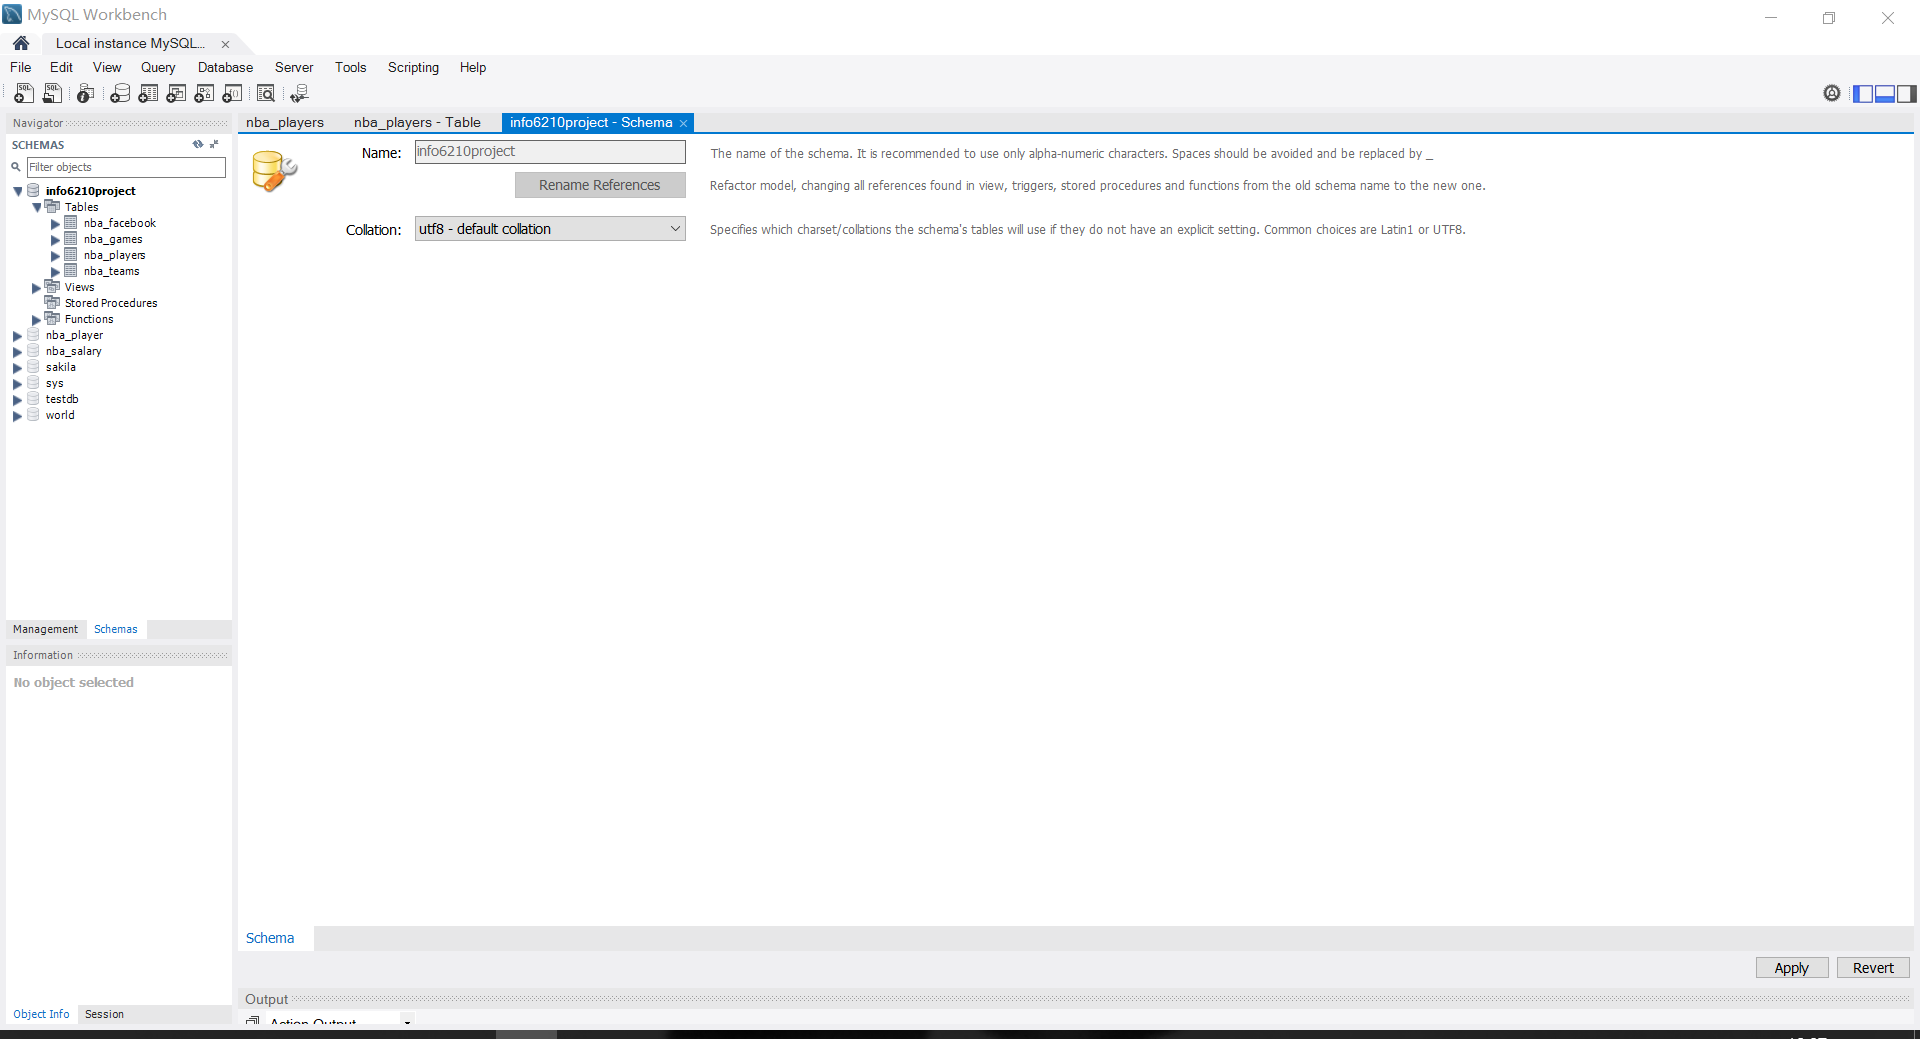 MySQL Workbench
Local instance MySQL...
File Edit View Query Database Server Tools Scripting Help
Navigator
SCHEMAS
Filter objects
info6210project
Tables
nba_facebook
nba_games
nba_players
nba_teams
Views
Stored Procedures
Functions
nba_player
nba_salary
sakila
sys
testdb
world
Management Schemas
Information
No object selected
Object Info Session
nba_players nba_players - Table info6210project - Schema
Name: info6210project The name of the schema. It is recommended to use only alpha-numeric characters. Spaces should be avoided and be replaced by _
Rename References Refactor model, changing all references found in view, triggers, stored procedures and functions from the old schema name to the new one.
Collation: utf8 - default collation Specifies which charset/collations the schema's tables will use if they do not have an explicit setting. Common choices are Latin1 or UTF8.
Schema
Apply Revert
Output
Action Output